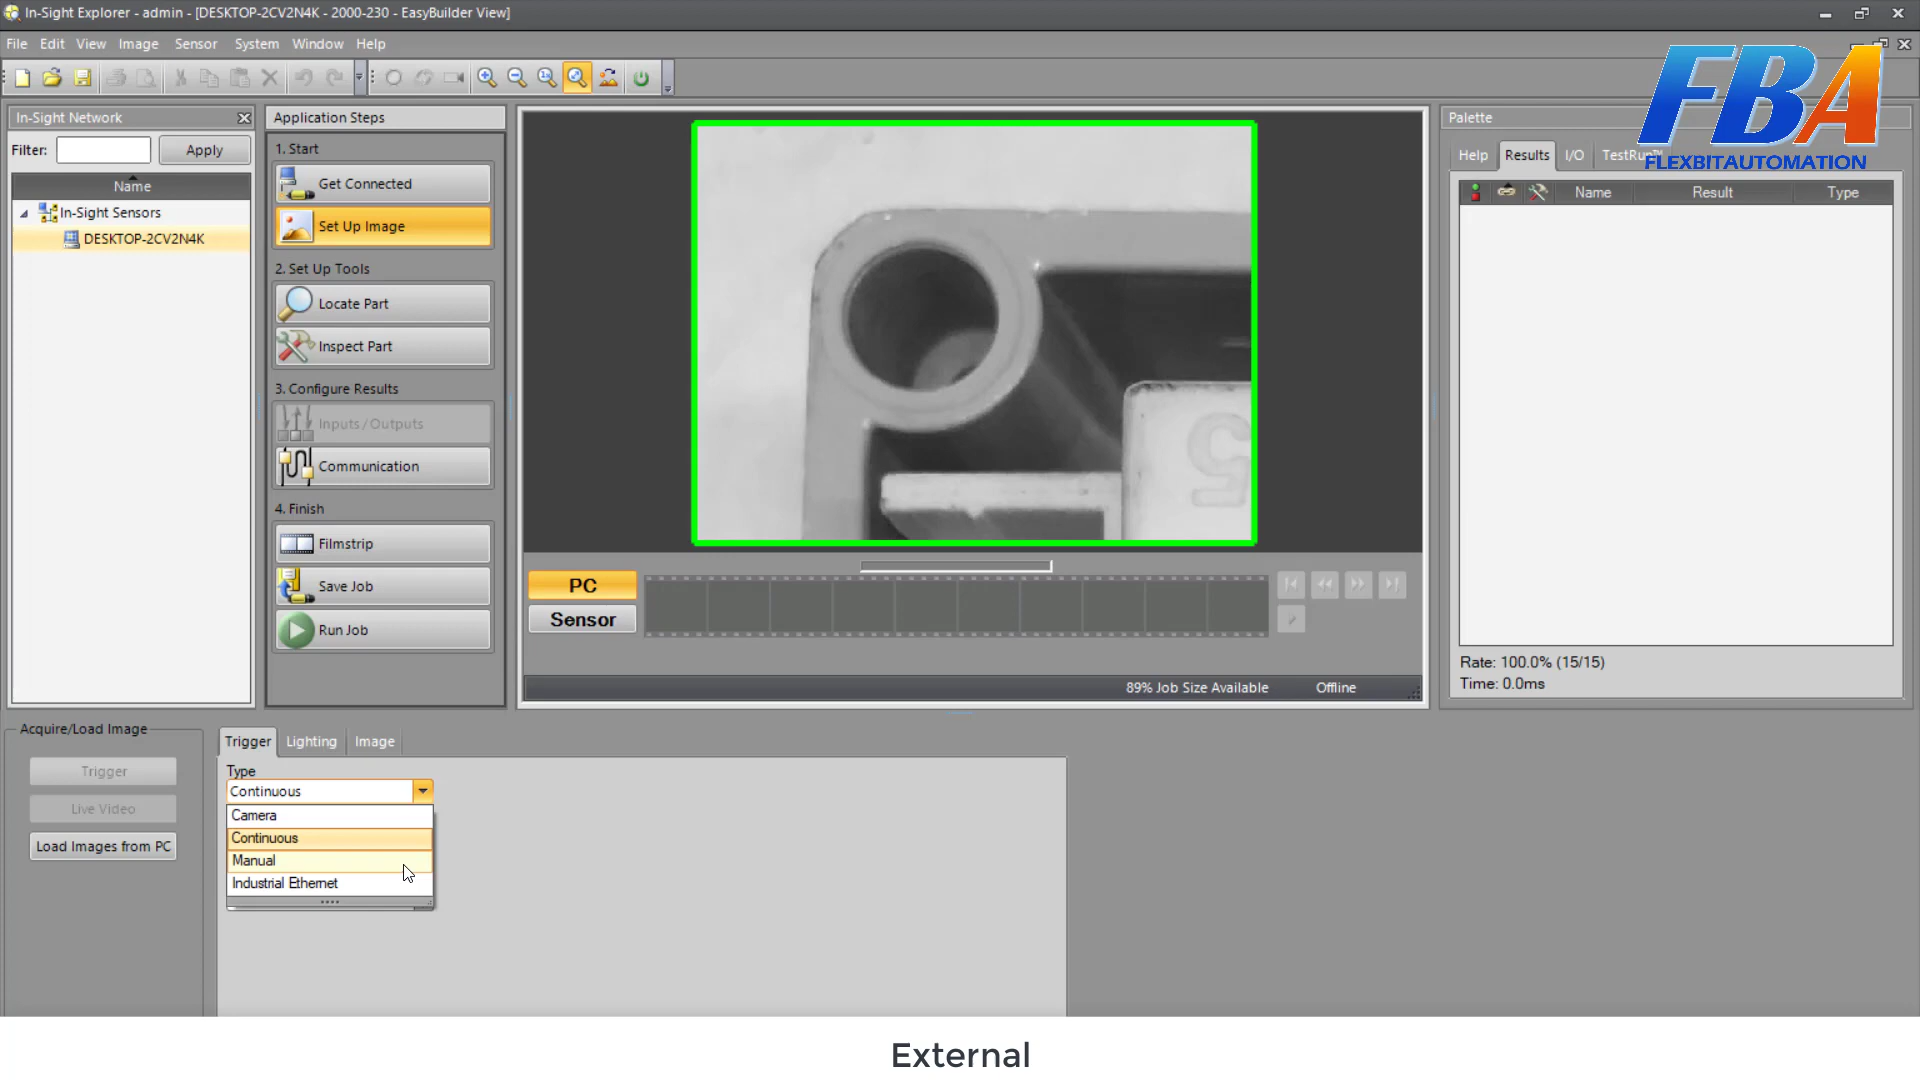 In-Sight Explorer - admin - [DESKTOP-2CV2N4K - 2000-230 - EasyBuilder View]
File Edit View Image Sensor System Window Help
FBA
FLEXBITAUTOMATION
In-Sight Network
Filter:
Apply
Name
In-Sight Sensors
DESKTOP-2CV2N4K
Application Steps
1. Start
Get Connected
Set Up Image
2. Set Up Tools
Locate Part
Inspect Part
3. Configure Results
Inputs/Outputs
Communication
4. Finish
Filmstrip
Save Job
Run Job
5
PC
Sensor
89% Job Size Available
Offline
Palette
Help Results I/O TestRun™
Name Result Type
Rate: 100.0% (15/15)
Time: 0.0ms
Acquire/Load Image
Trigger
Live Video
Load Images from PC
Trigger Lighting Image
Type
Continuous
Camera
Continuous
Manual
Industrial Ethernet
External